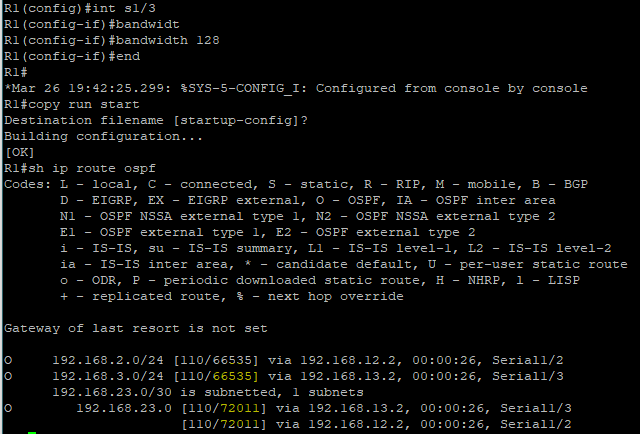 R1(config)#int s1/3
R1(config-if)#bandwidt
R1(config-if)#bandwidth 128
R1(config-if)#end
R1#
*Mar 26 19:42:25.299: %SYS-5-CONFIG_I: Configured from console by console
R1#copy run start
Destination filename [startup-config]?
Building configuration...
[OK]
R1#sh ip route ospf
Codes: L - local, C - connected, S - static, R - RIP, M - mobile, B - BGP
       D - EIGRP, EX - EIGRP external, O - OSPF, IA - OSPF inter area
       N1 - OSPF NSSA external type 1, N2 - OSPF NSSA external type 2
       E1 - OSPF external type 1, E2 - OSPF external type 2
       i - IS-IS, su - IS-IS summary, L1 - IS-IS level-1, L2 - IS-IS level-2
       ia - IS-IS inter area, * - candidate default, U - per-user static route
       o - ODR, P - periodic downloaded static route, H - NHRP, l - LISP
       + - replicated route, % - next hop override

Gateway of last resort is not set

O     192.168.2.0/24 [110/66535] via 192.168.12.2, 00:00:26, Serial1/2
O     192.168.3.0/24 [110/66535] via 192.168.13.2, 00:00:26, Serial1/3
      192.168.23.0/30 is subnetted, 1 subnets
O        192.168.23.0 [110/72011] via 192.168.13.2, 00:00:26, Serial1/3
                      [110/72011] via 192.168.12.2, 00:00:26, Serial1/2